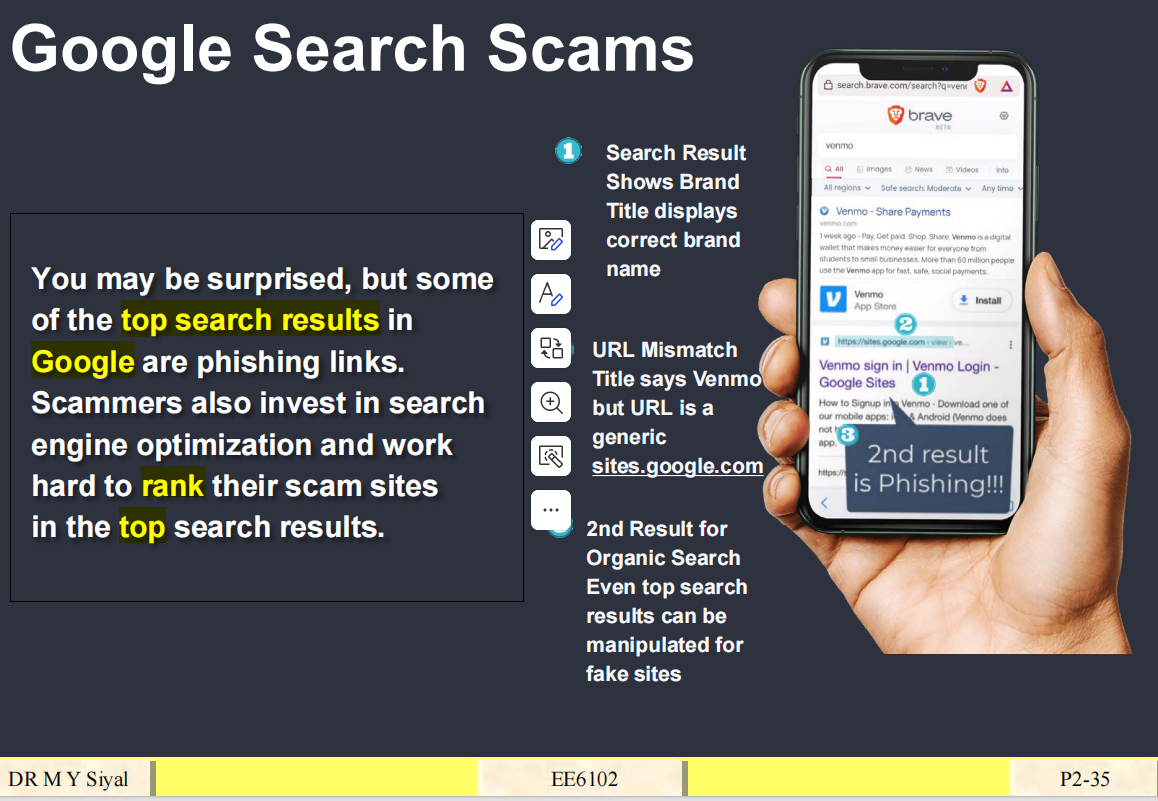 Google Search Scams
You may be surprised, but some
of the top search results in
Google are phishing links.
Scammers also invest in search
engine optimization and work
hard to rank their scam sites
in the top search results.
1
Search Result
Shows Brand
Title displays
correct brand
name
URL Mismatch
Title says Venmo
but URL is a
generic
sites.google.com
2nd Result for
Organic Search
Even top search
results can be
manipulated for
fake sites
search.brave.com/search?q=venr
brave
BETA
venmo
All Images News Videos Info
All regions Safe search: Moderate Any time
Venmo - Share Payments
venmo.com
1 week ago - Pay. Get paid. Shop. Share. Venmo is a digital
wallet that makes money easier for everyone from
students to small businesses. More than 60 million people
use the Venmo app for fast, safe, social payments.
Venmo
App Store
Install
2
https://sites.google.com › view › ve...
Venmo sign in | Venmo Login -
Google Sites
1
How to Signup in Venmo - Download one of
our mobile apps: & Android (Venmo does
not
app.
3
2nd result
is Phishing!!!
https://
DR M Y Siyal
EE6102
P2-35